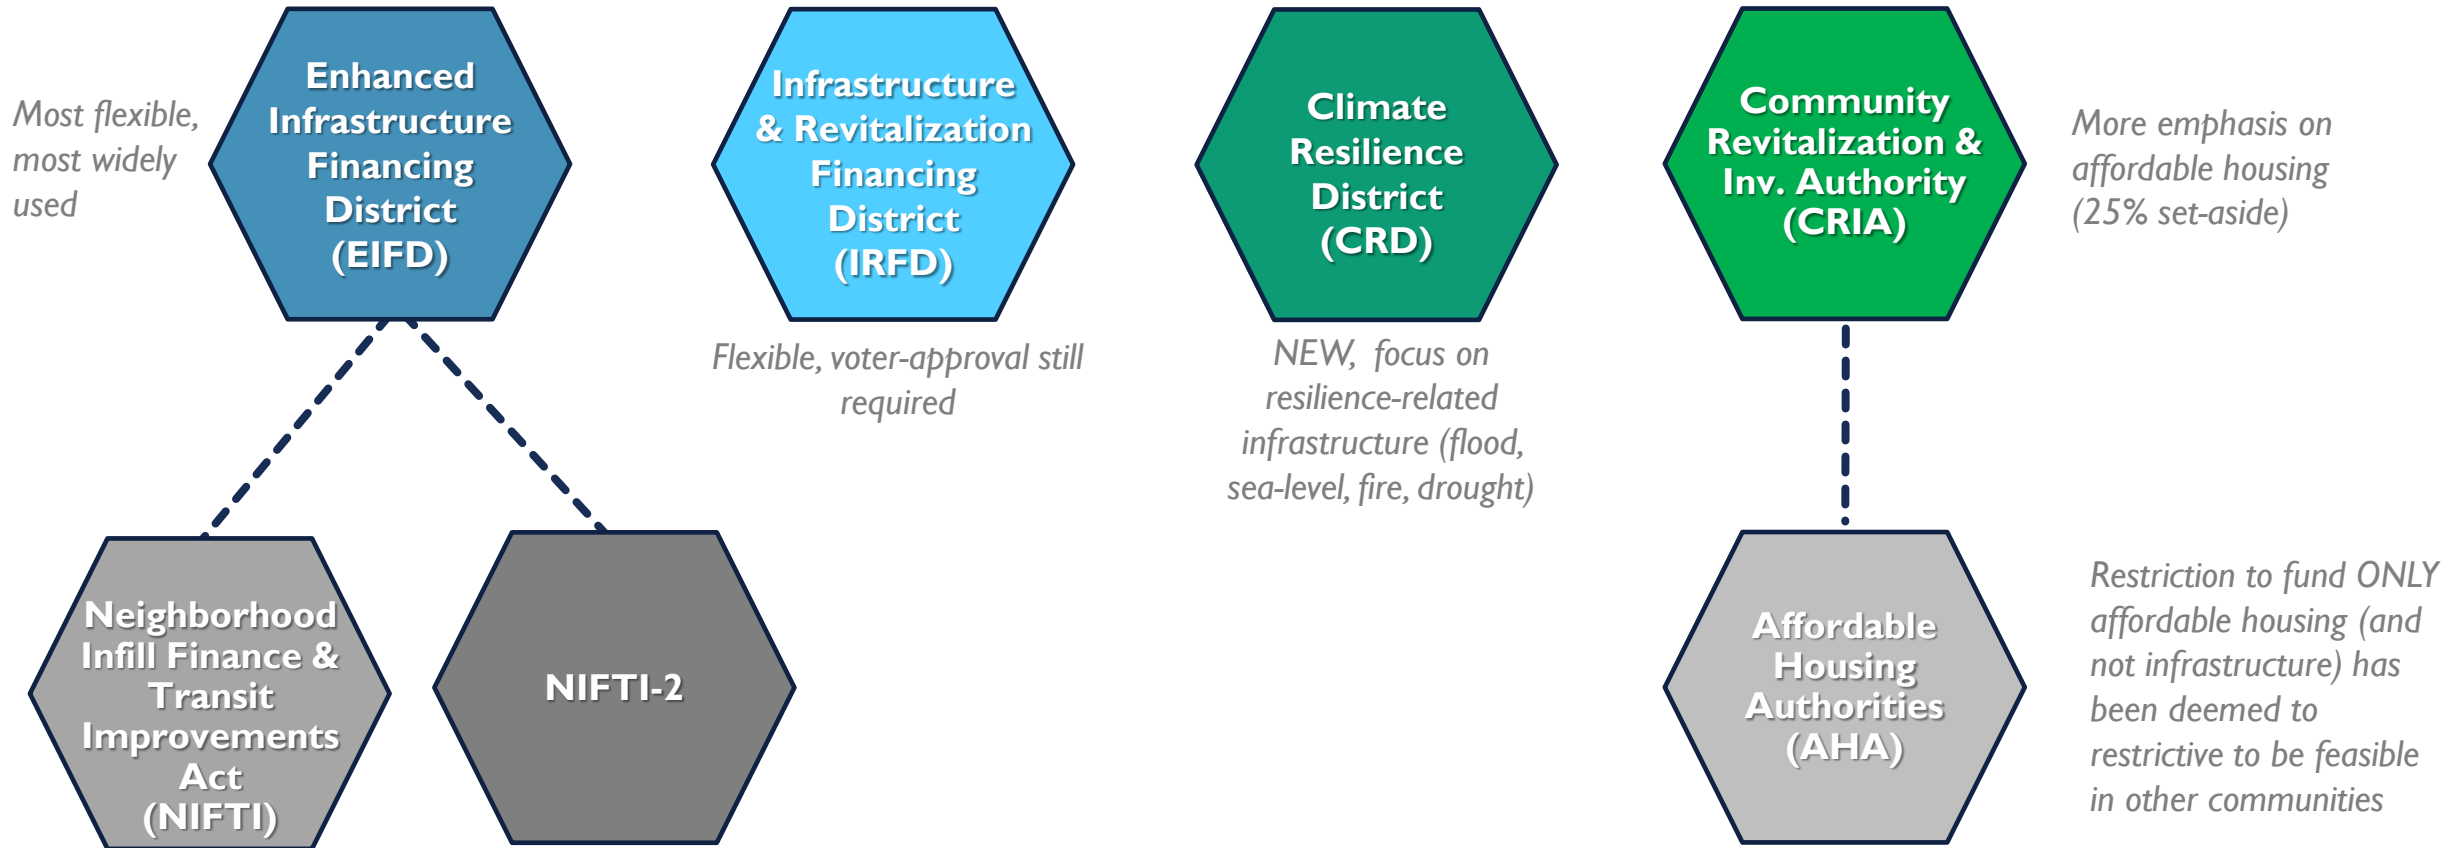 Most flexible,
most widely
used
Enhanced
Infrastructure
Financing
District
(EIFD)
Infrastructure
& Revitalization
Financing
District
(IRFD)
Flexible, voter-approval still
required
Climate
Resilience
District
(CRD)
NEW, focus on
resilience-related
infrastructure (flood,
sea-level, fire, drought)
Community
Revitalization &
Inv. Authority
(CRIA)
More emphasis on
affordable housing
(25% set-aside)
Neighborhood
Infill Finance &
Transit
Improvements
Act
(NIFTI)
NIFTI-2
Affordable
Housing
Authorities
(AHA)
Restriction to fund ONLY
affordable housing (and
not infrastructure) has
been deemed to
restrictive to be feasible
in other communities